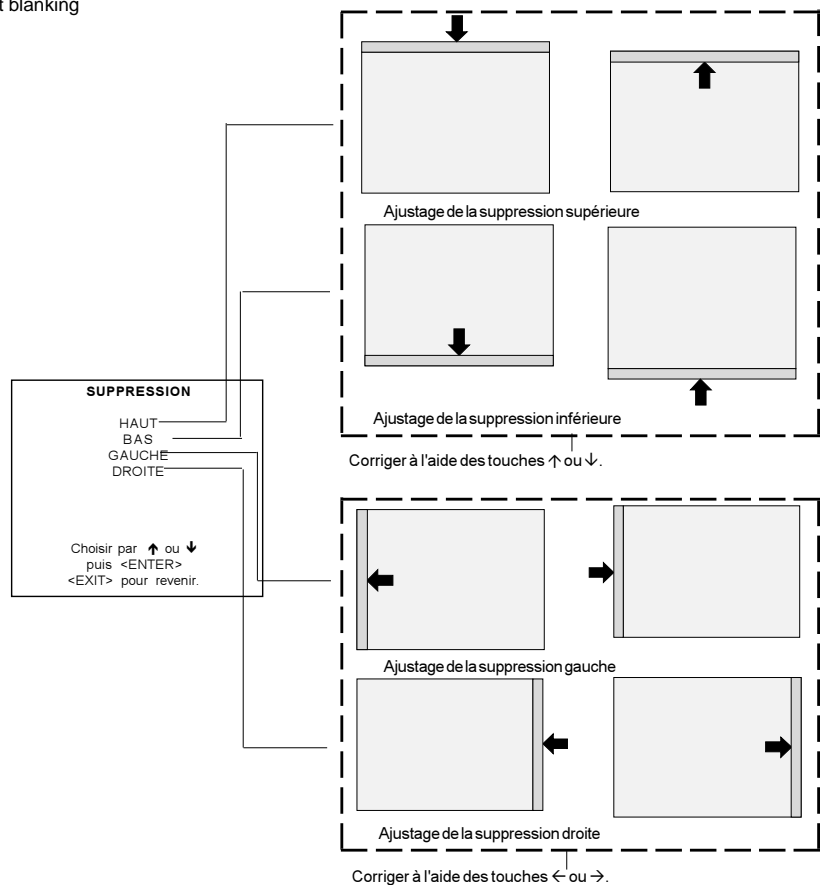 t blanking
Ajustage de la suppression supérieure
Ajustage de la suppression inférieure
Corriger à l'aide des touches ↑ ou ↓.
SUPPRESSION
HAUT
BAS
GAUCHE
DROITE
Choisir par ↑ ou ↓
puis <ENTER>
<EXIT> pour revenir.
Ajustage de la suppression gauche
Ajustage de la suppression droite
Corriger à l'aide des touches ← ou →.